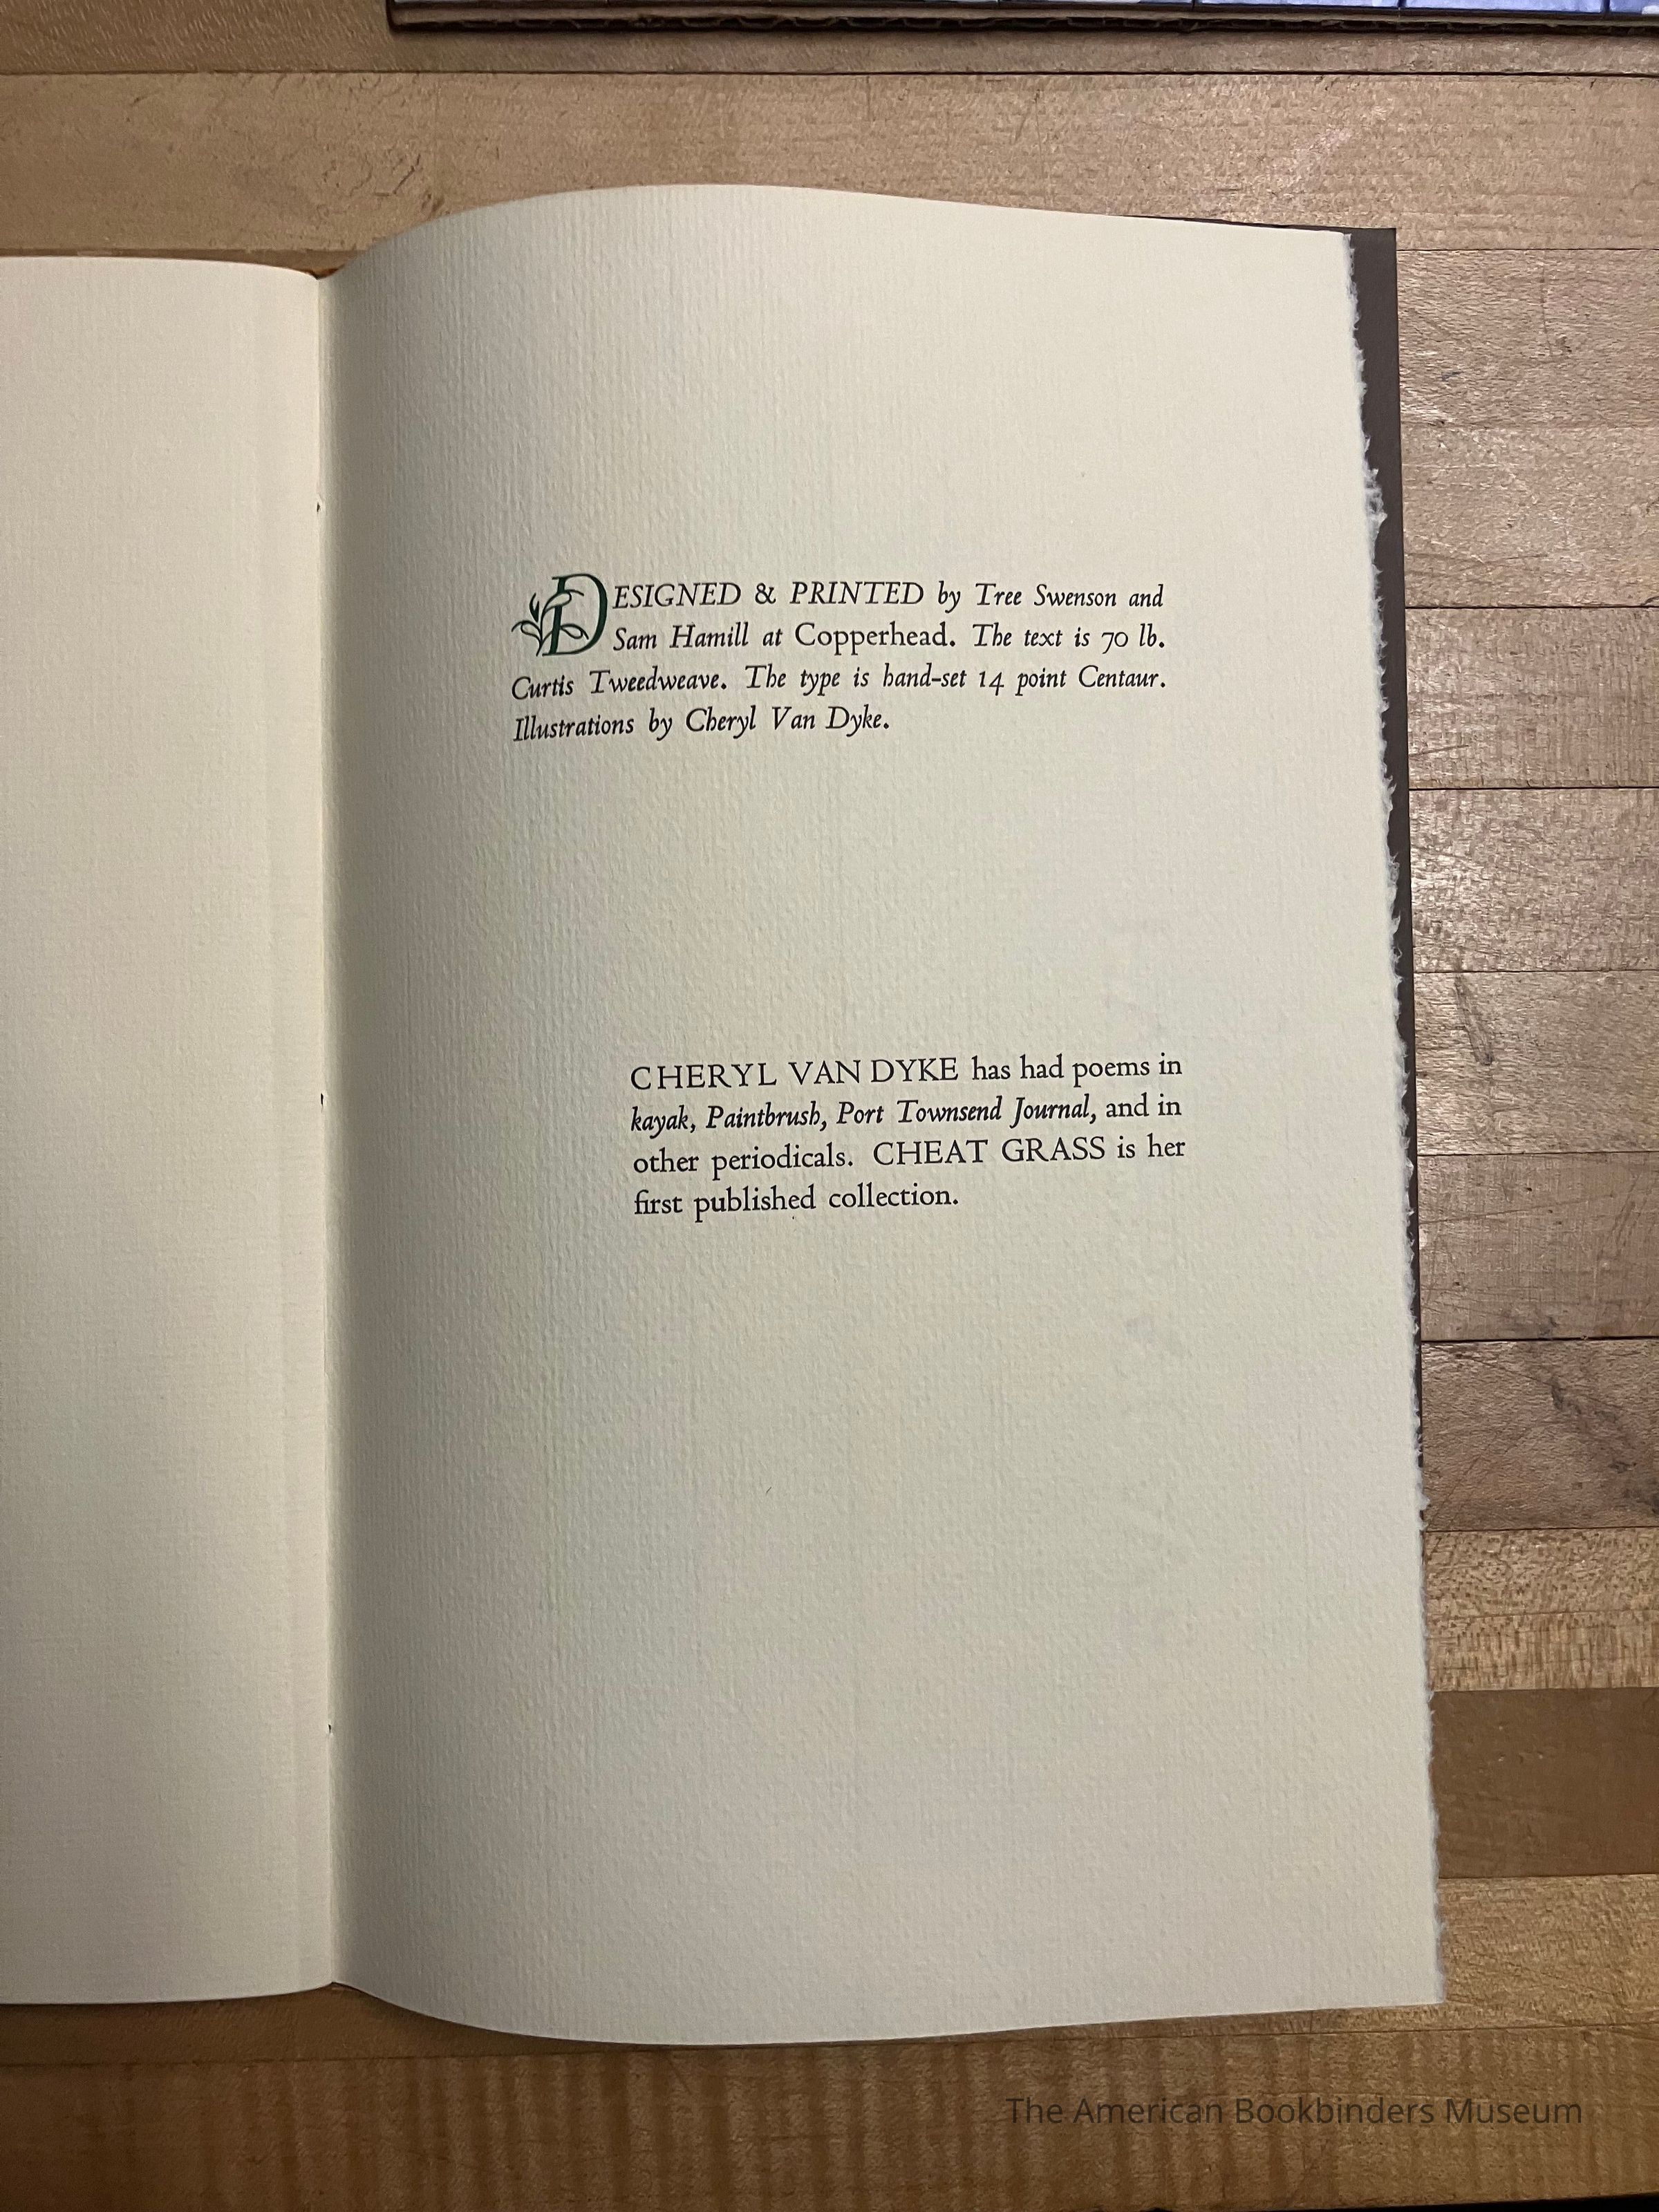 DESIGNED & PRINTED by Tree Swenson and
Sam Hamill at Copperhead. The text is 70 lb.
Curtis Tweedweave. The type is hand-set 14 point Centaur.
Illustrations by Cheryl Van Dyke.
CHERYL VAN DYKE has had poems in
kayak, Paintbrush, Port Townsend Journal, and in
other periodicals. CHEAT GRASS is her
first published collection.
The American Bookbinders Museum